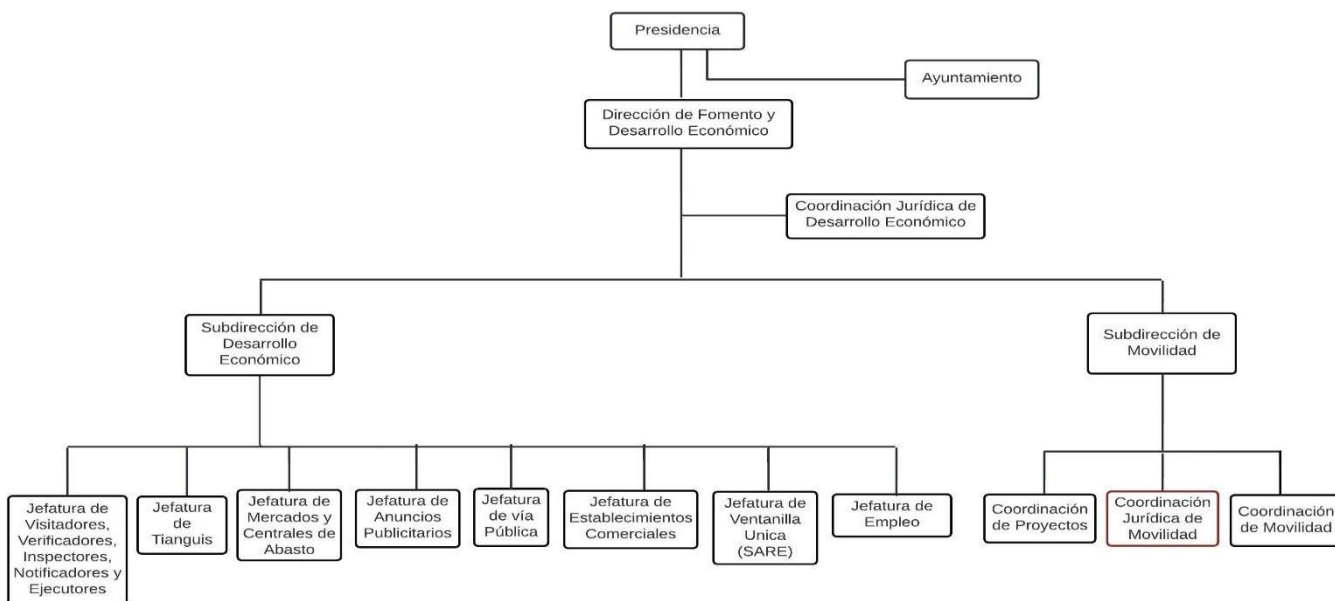 Presidencia
Ayuntamiento
Dirección de Fomento y
Desarrollo Económico
Coordinación Jurídica de
Desarrollo Económico
Subdirección de
Desarrollo
Económico
Subdirección de
Movilidad
Jefatura de
Visitadores,
Verificadores,
Inspectores,
Notificadores y
Ejecutores
Jefatura
de
Tianguis
Jefatura de
Mercados y
Centrales de
Abasto
Jefatura de
Anuncios
Publicitarios
Jefatura
de vía
Pública
Jefatura de
Establecimientos
Comerciales
Jefatura de
Ventanilla
Unica
(SARE)
Jefatura de
Empleo
Coordinación
de Proyectos
Coordinación
Jurídica de
Movilidad
Coordinación
de Movilidad